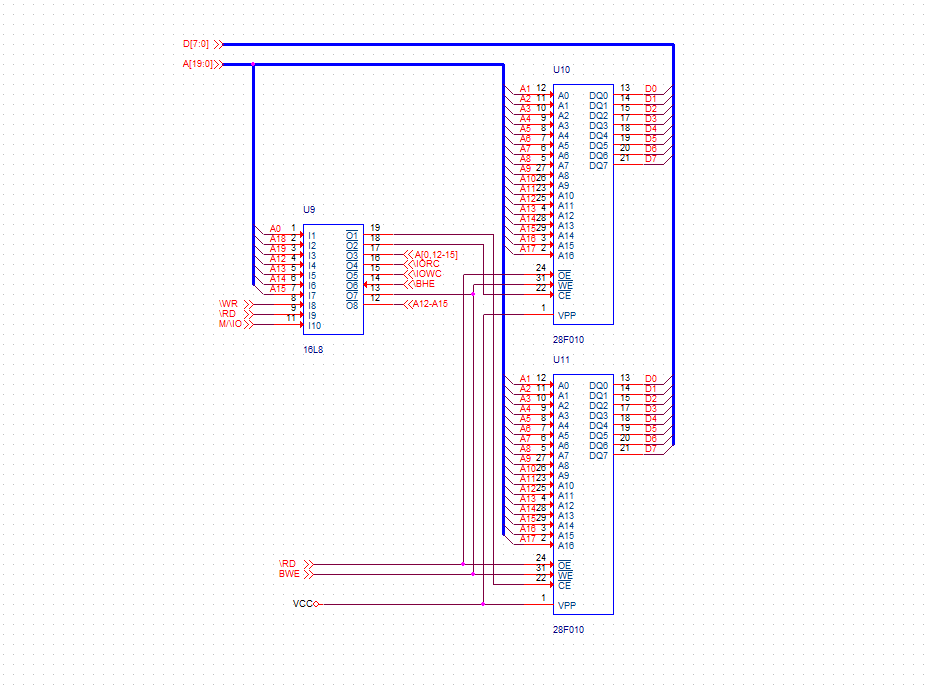 D[7:0]
A[19:0]
U10
A1 12 A0 DQ0 13 D0
A2 11 A1 DQ1 14 D1
A3 10 A2 DQ2 15 D2
A4 9 A3 DQ3 17 D3
A5 8 A4 DQ4 18 D4
A6 7 A5 DQ5 19 D5
A7 6 A6 DQ6 20 D6
A8 5 A7 DQ7 21 D7
A9 27 A8
A10 26 A9
A11 23 A10
A12 25 A11
A13 4 A12
A14 28 A13
A15 29 A14
A16 3 A15
A17 2 A16
24 OE
31 WE
22 CE
1 VPP
28F010
U9
A0 1 I1 O1 19
A18 2 I2 O2 18
A19 3 I3 O3 17 A[0,12-15]
A12 4 I4 O4 16 \IORC
A13 5 I5 O5 15 \IOWC
A14 6 I6 O6 14 \BHE
A15 7 I7 O7 13
\WR 8 I8 O8 12 A12-A15
\RD 9 I9
M/\IO 11 I10
16L8
U11
A1 12 A0 DQ0 13 D0
A2 11 A1 DQ1 14 D1
A3 10 A2 DQ2 15 D2
A4 9 A3 DQ3 17 D3
A5 8 A4 DQ4 18 D4
A6 7 A5 DQ5 19 D5
A7 6 A6 DQ6 20 D6
A8 5 A7 DQ7 21 D7
A9 27 A8
A10 26 A9
A11 23 A10
A12 25 A11
A13 4 A12
A14 28 A13
A15 29 A14
A16 3 A15
A17 2 A16
\RD 24 OE
BWE 31 WE
22 CE
VCC 1 VPP
28F010